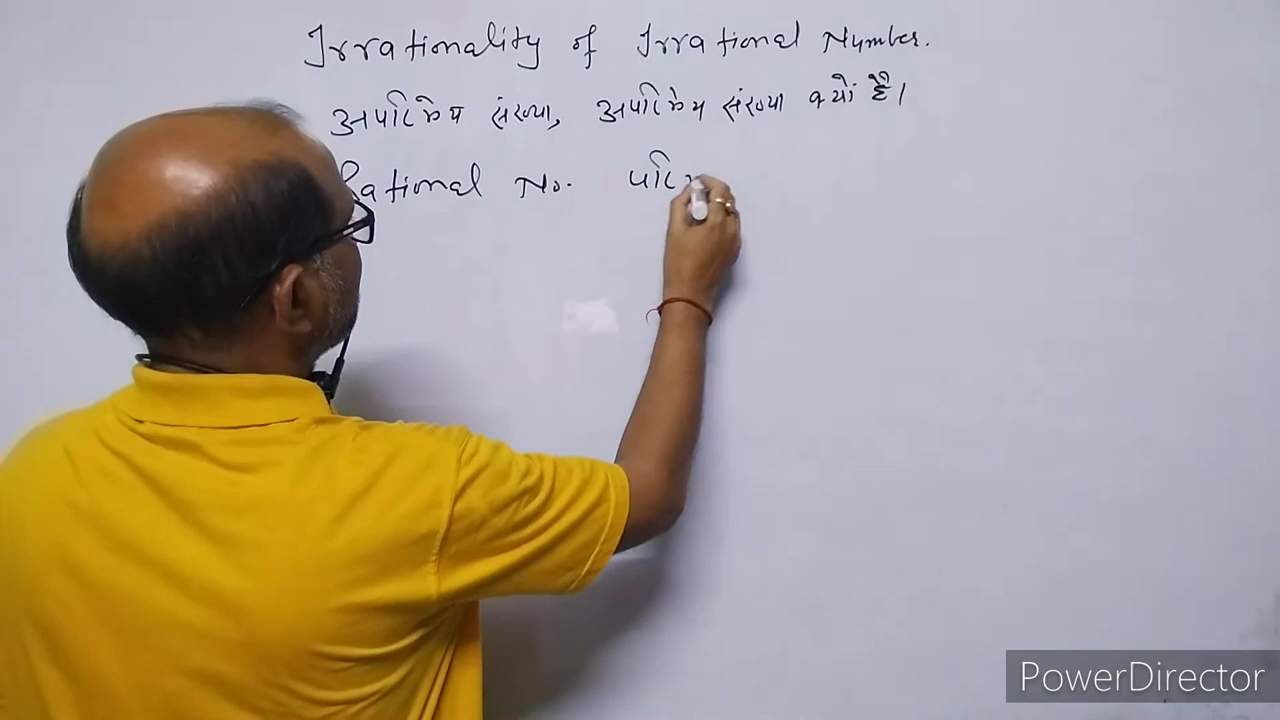 Irrationality of Irrational Number.
अपरिमेय संख्या, अपरिमेय संख्या क्यों है।
Rational No. परि
PowerDirector